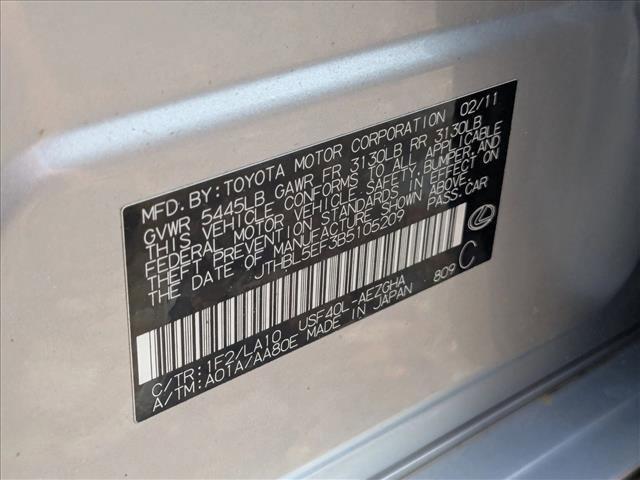 MFD. BY: TOYOTA MOTOR CORPORATION 02/11
GVWR 5445LB GAWR FR 3130LB RR 3130LB
THIS VEHICLE CONFORMS TO ALL APPLICABLE
FEDERAL MOTOR VEHICLE SAFETY, BUMPER, AND
THEFT PREVENTION STANDARDS IN EFFECT ON
THE DATE OF MANUFACTURE SHOWN ABOVE.
JTHBL5EF3B5105209 PASS.CAR
C
USF40L-AEZGHA 809
C/TR:1F2/LA10
A/TM:A01A/AA80E MADE IN JAPAN